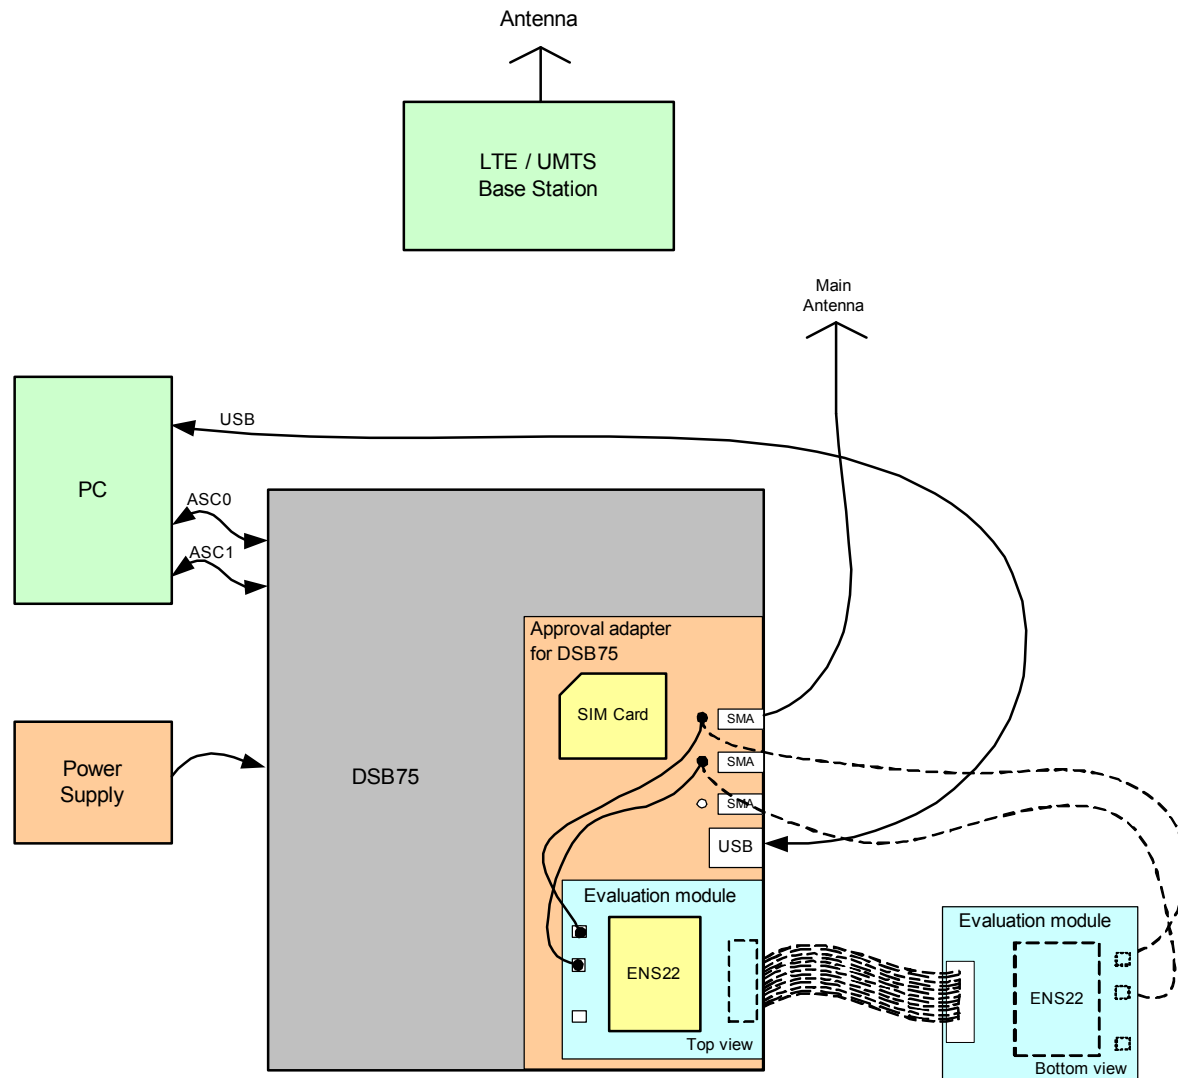 Antenna
LTE / UMTS
Base Station
Main
Antenna
USB
PC
ASC0
ASC1
Approval adapter
for DSB75
SIM Card
SMA
Power
Supply
DSB75
SMA
SMA
USB
Evaluation module
ENS22
Top view
Evaluation module
ENS22
Bottom view